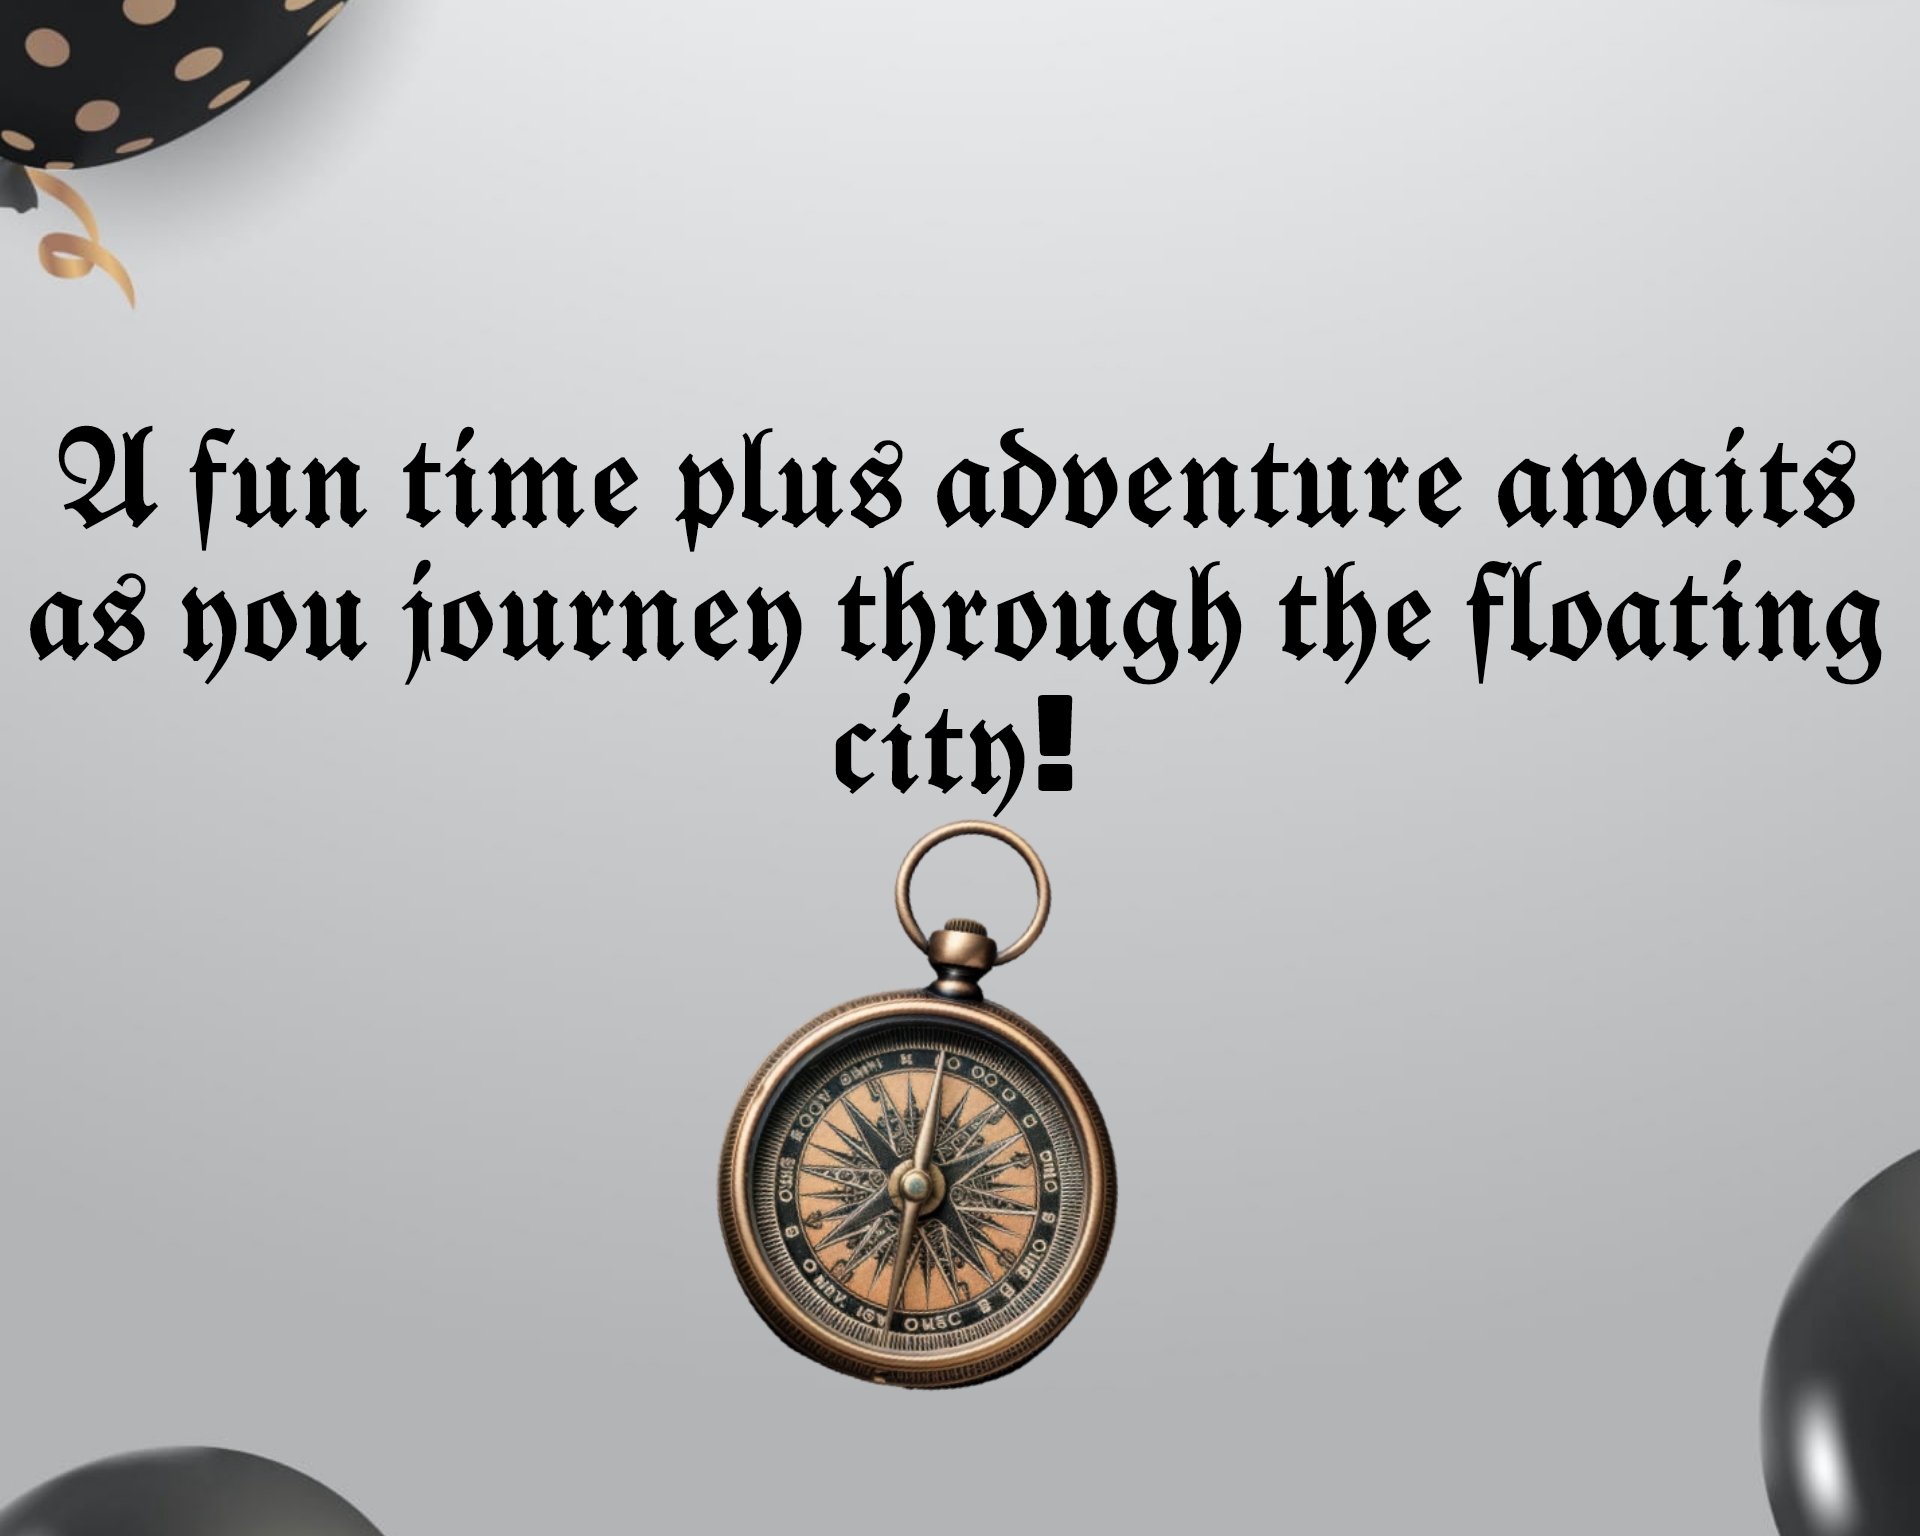 A fun time plus adventure awaits
as you journey through the floating
city!